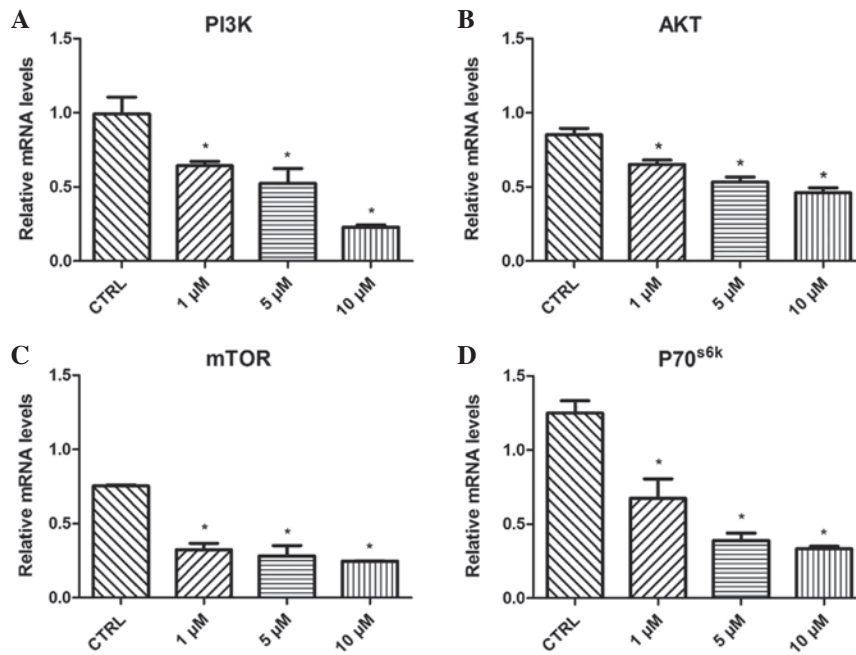 A
PI3K
Relative mRNA levels
1.5
1.0
0.5
0.0
*
*
*
CTRL
1 µM
5 µM
10 µM
B
AKT
Relative mRNA levels
1.5
1.0
0.5
0.0
*
*
*
CTRL
1 µM
5 µM
10 µM
C
mTOR
Relative mRNA levels
1.5
1.0
0.5
0.0
*
*
*
CTRL
1 µM
5 µM
10 µM
D
P70s6k
Relative mRNA levels
1.5
1.0
0.5
0.0
*
*
*
CTRL
1 µM
5 µM
10 µM